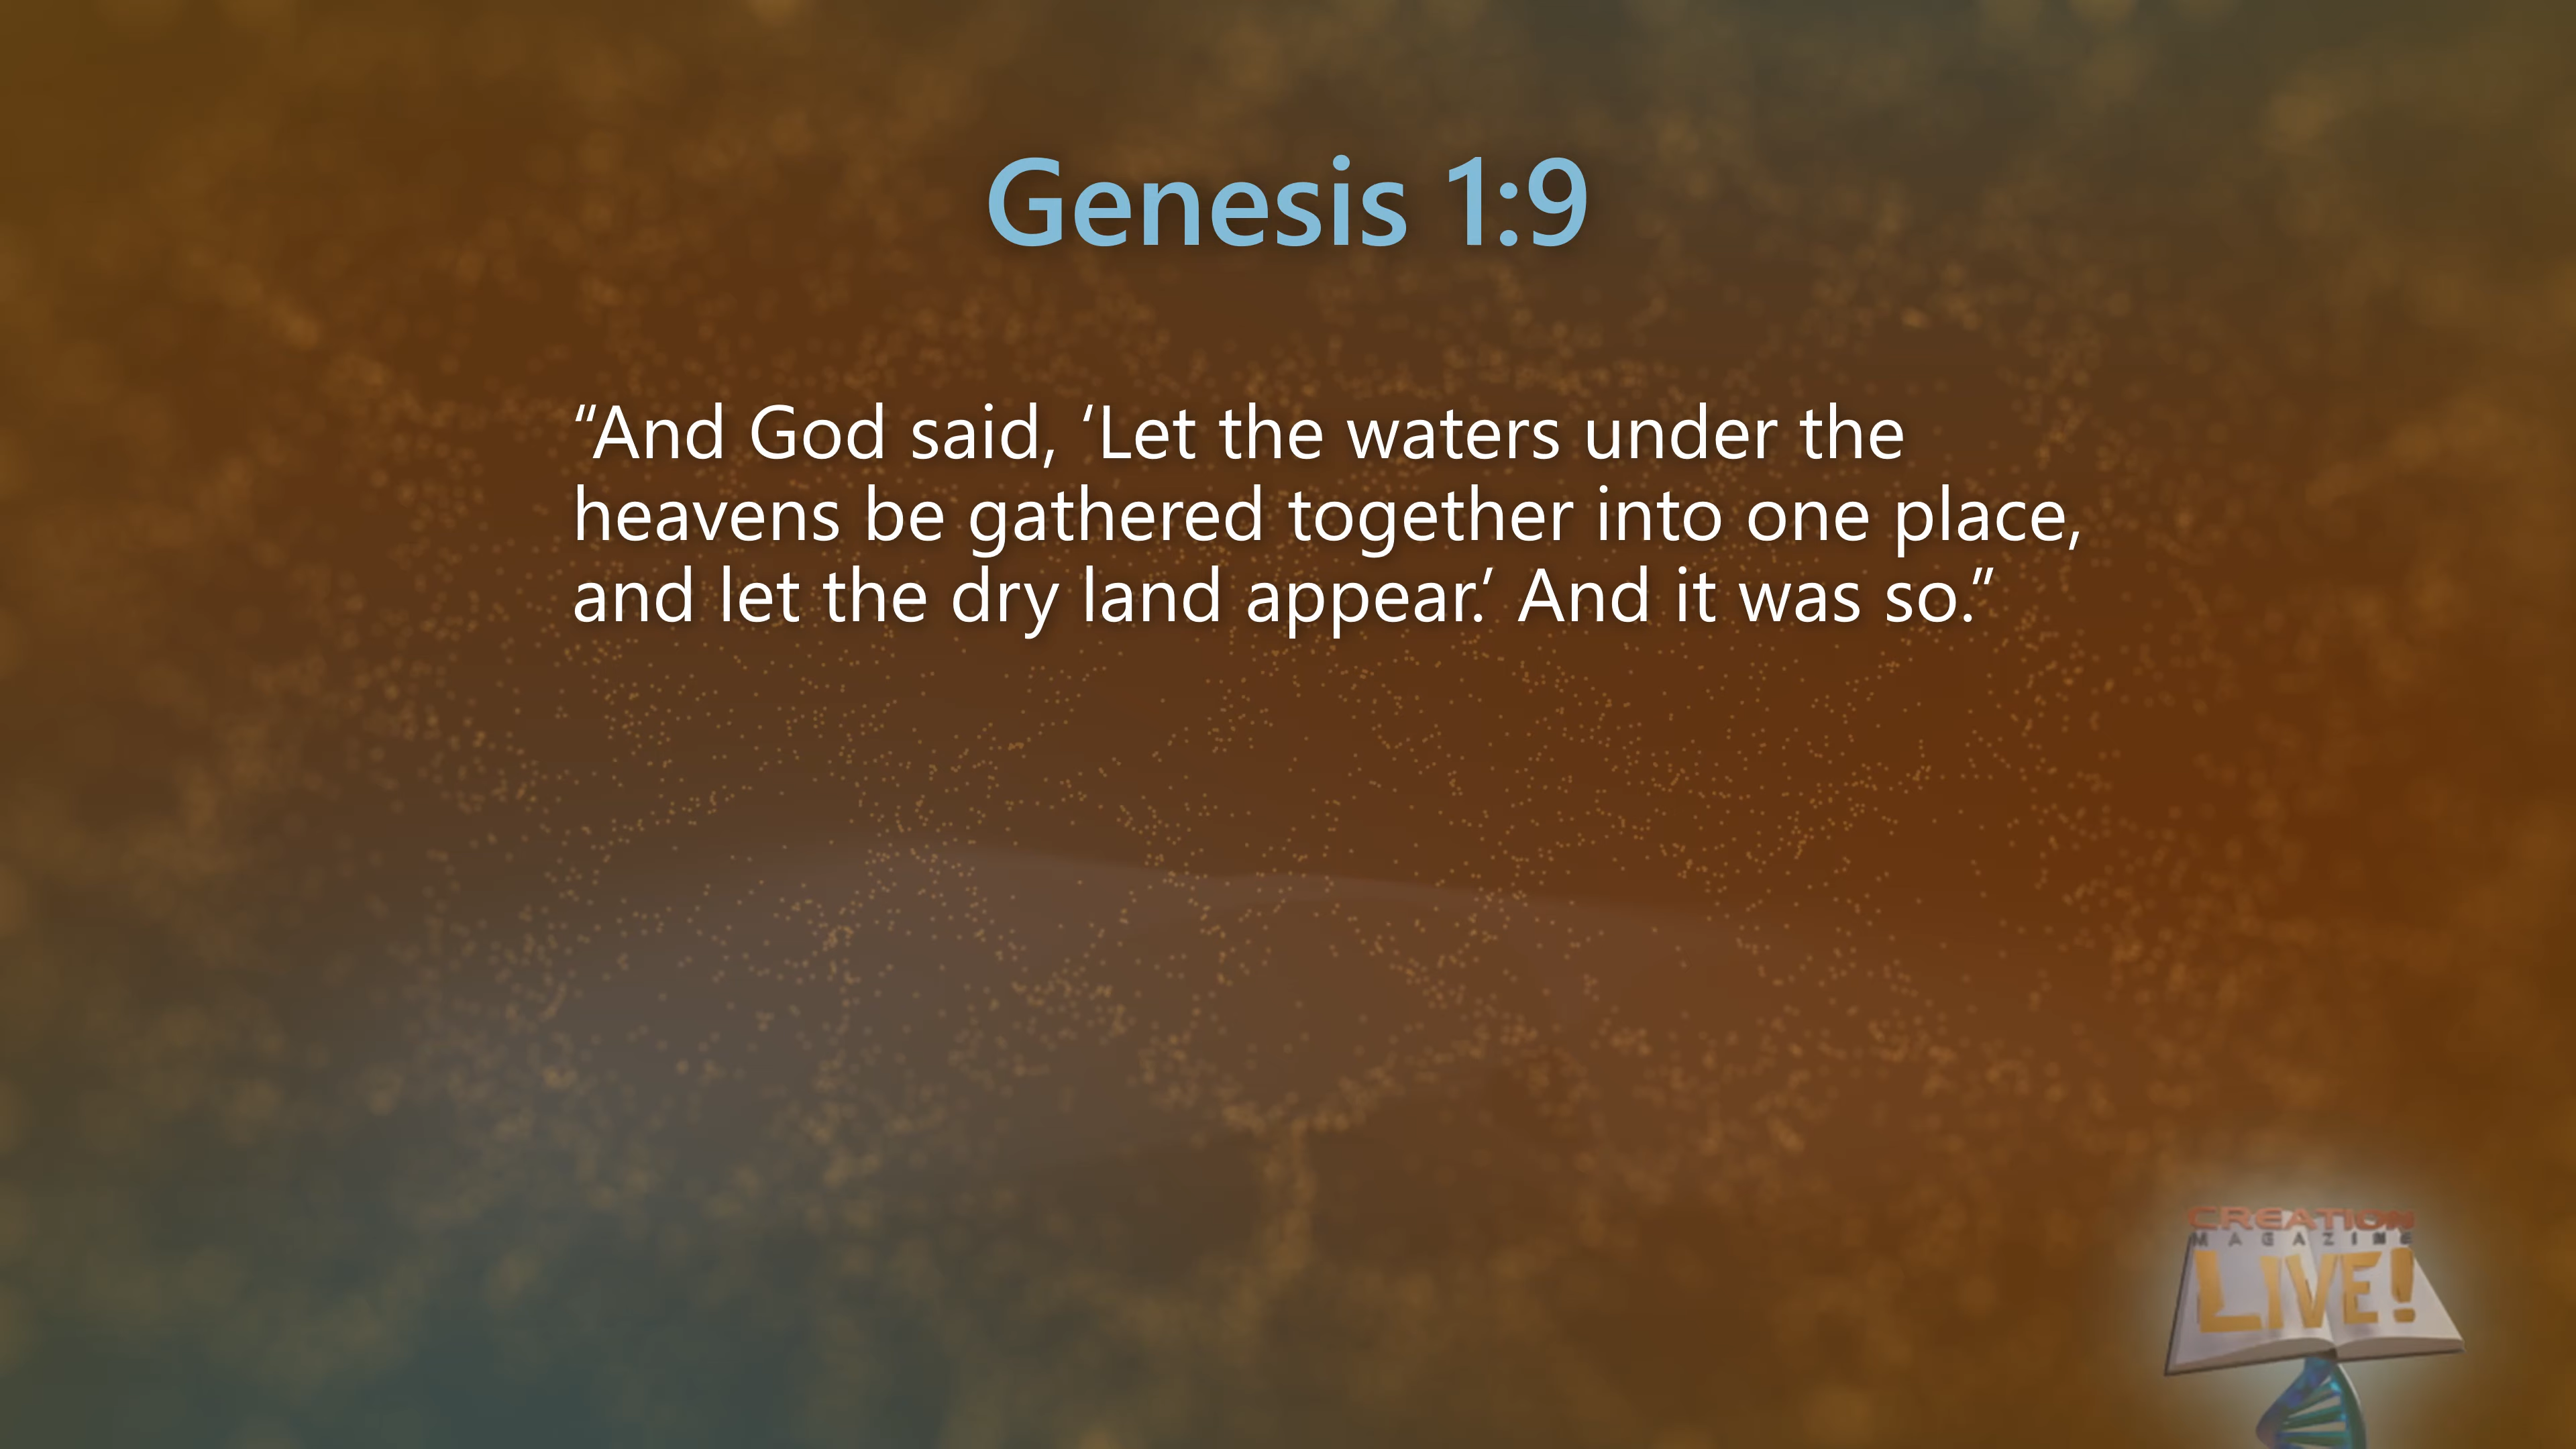 Genesis 1:9
“And God said, ‘Let the waters under the
heavens be gathered together into one place,
and let the dry land appear.’ And it was so.”
CREATION
MAGAZINE
LIVE!